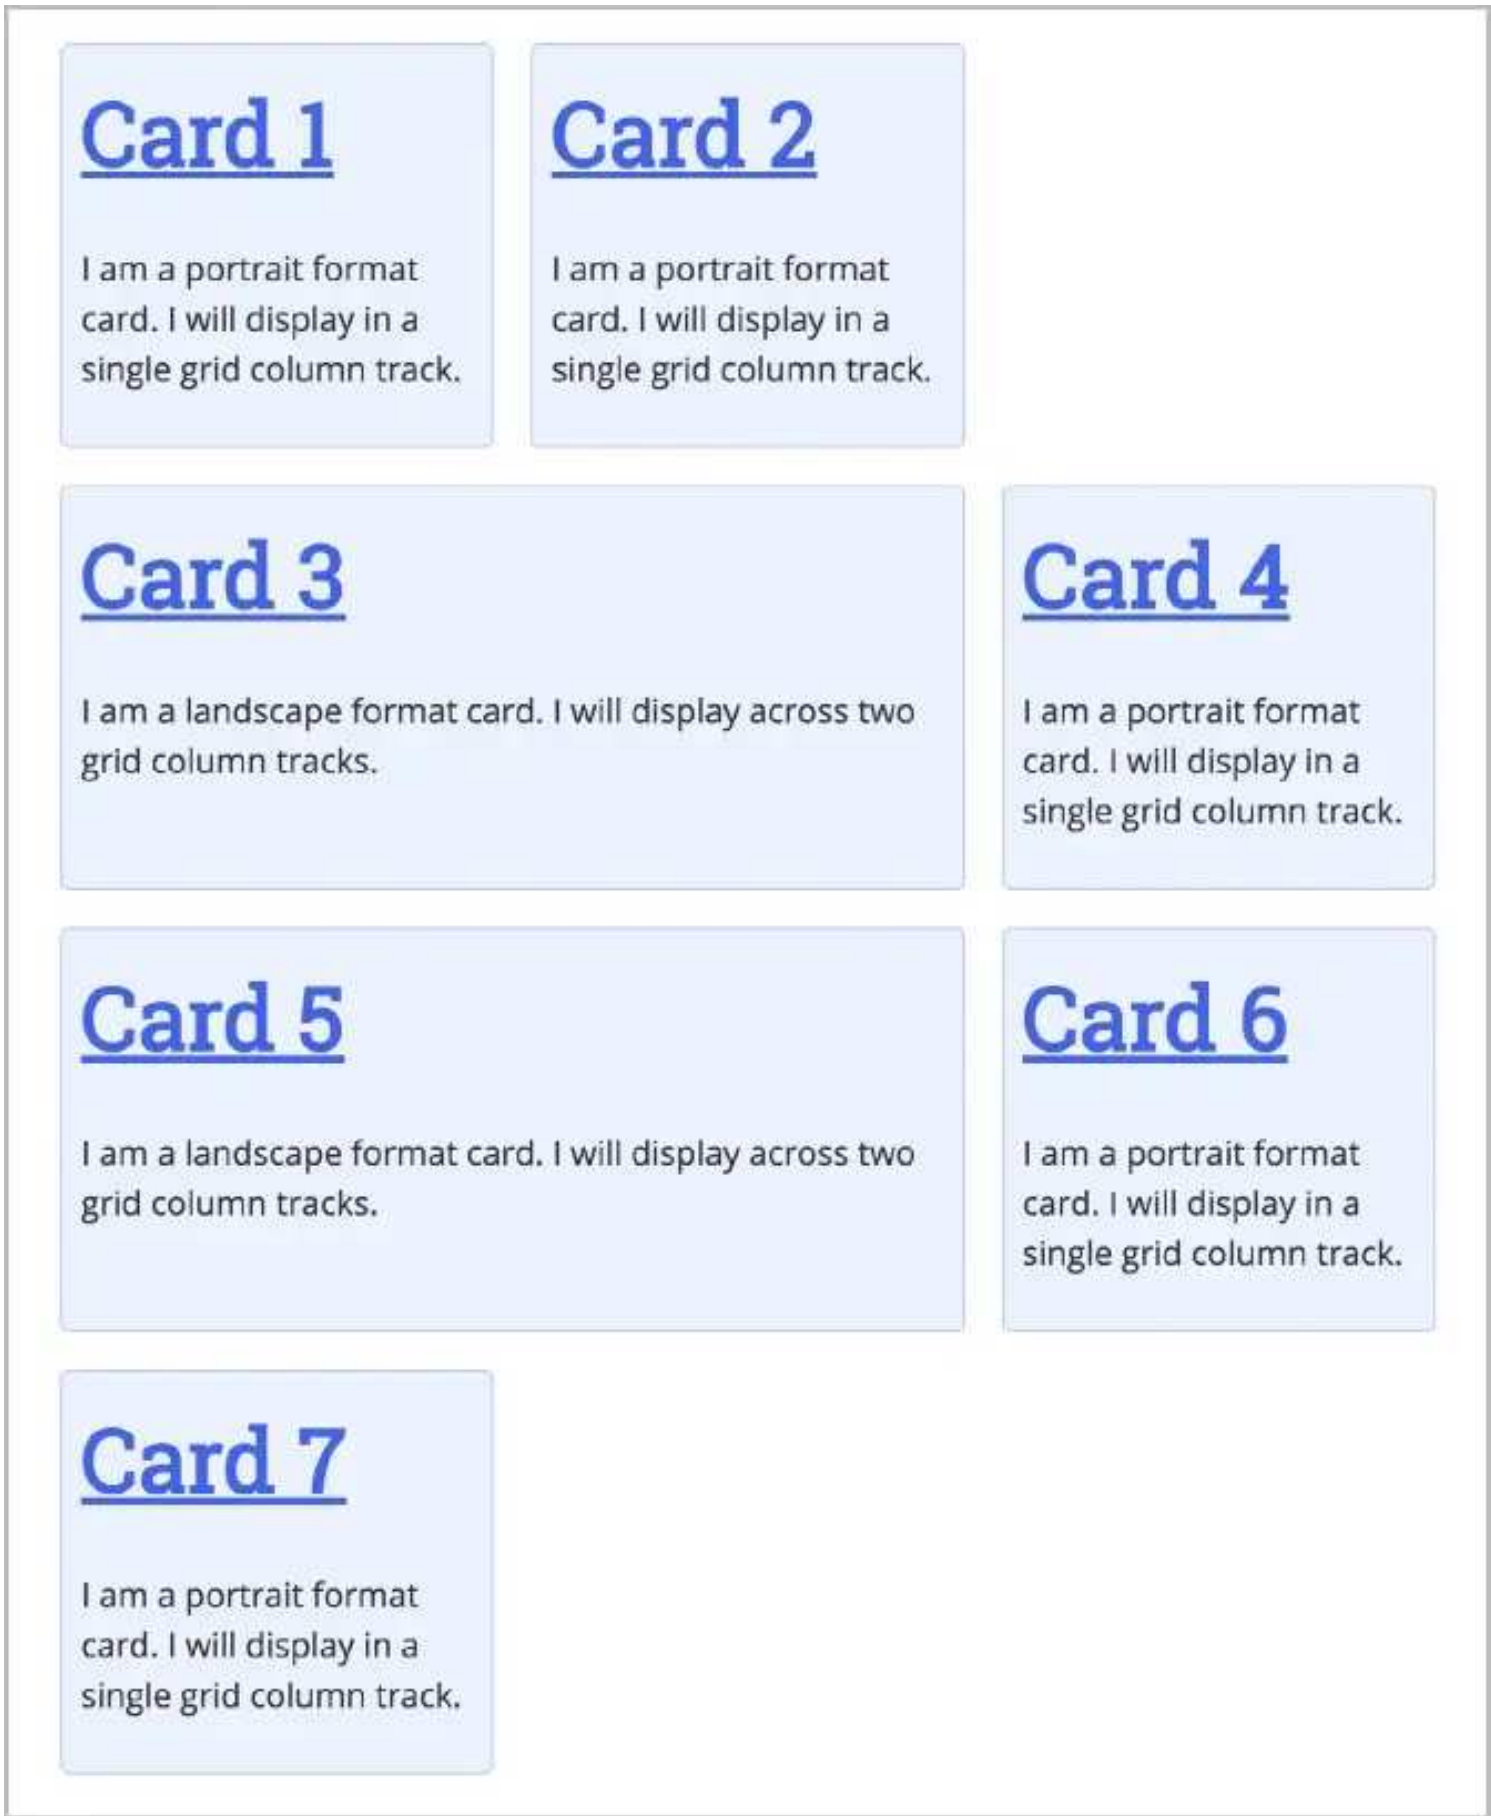 Card 1
I am a portrait format
card. I will display in a
single grid column track.
Card 2
I am a portrait format
card. I will display in a
single grid column track.
Card 3
I am a landscape format card. I will display across two
grid column tracks.
Card 4
I am a portrait format
card. I will display in a
single grid column track.
Card 5
I am a landscape format card. I will display across two
grid column tracks.
Card 6
I am a portrait format
card. I will display in a
single grid column track.
Card 7
I am a portrait format
card. I will display in a
single grid column track.